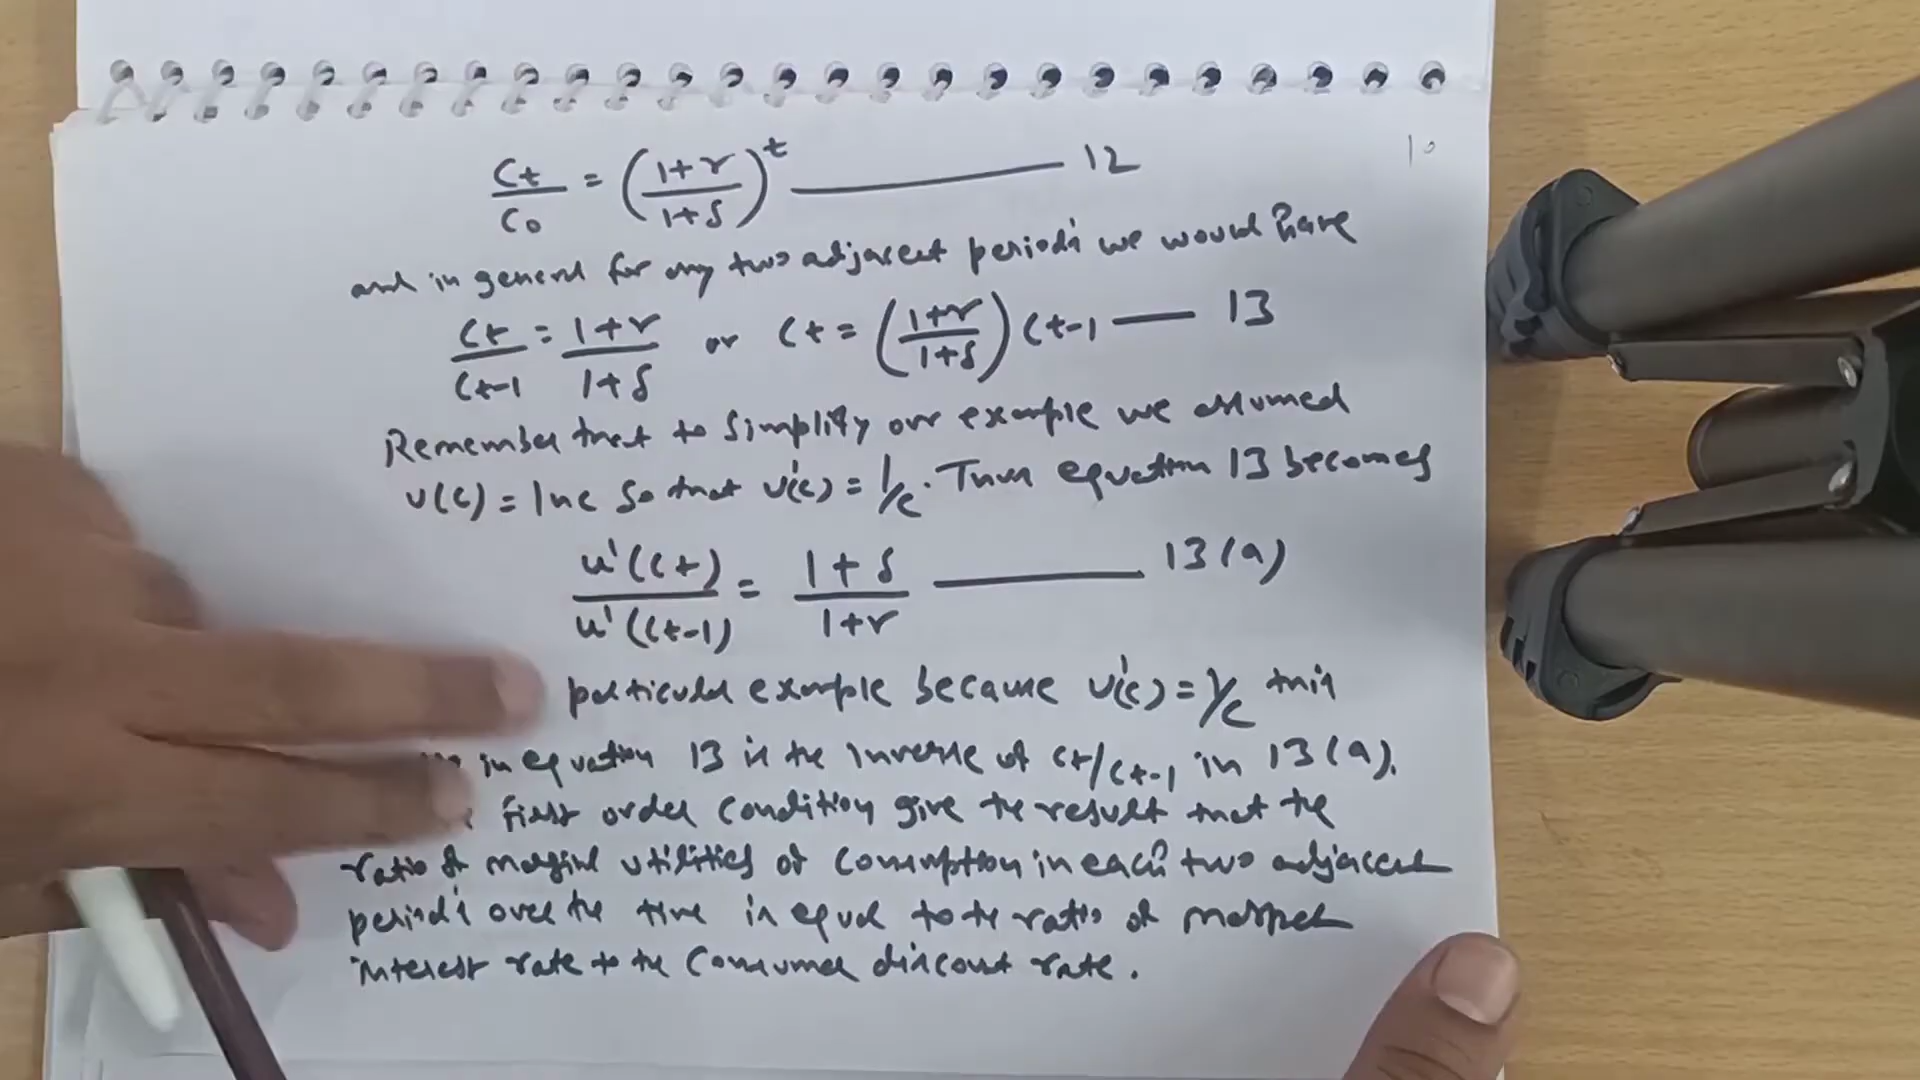 Ct/C0 = (1+r/1+δ)^t —— 12
10
and in general for any two adjacent periods we would have
Ct/Ct-1 = 1+r/1+δ or Ct = (1+r/1+δ) Ct-1 —— 13
Remember that to simplify our example we assumed
U(c) = lnc So that U'(c) = 1/c. Then equation 13 becomes
u'(Ct)/u'(Ct-1) = 1+δ/1+r —— 13(a)
particular example because U'(c) = 1/c this
in equation 13 is the inverse of Ct/Ct-1 in 13(a).
first order condition give the result that the
ratio of marginal utilities of Consumption in each two adjacent
periods over the time is equal to the ratio of market
interest rate to the Consumer discount rate.